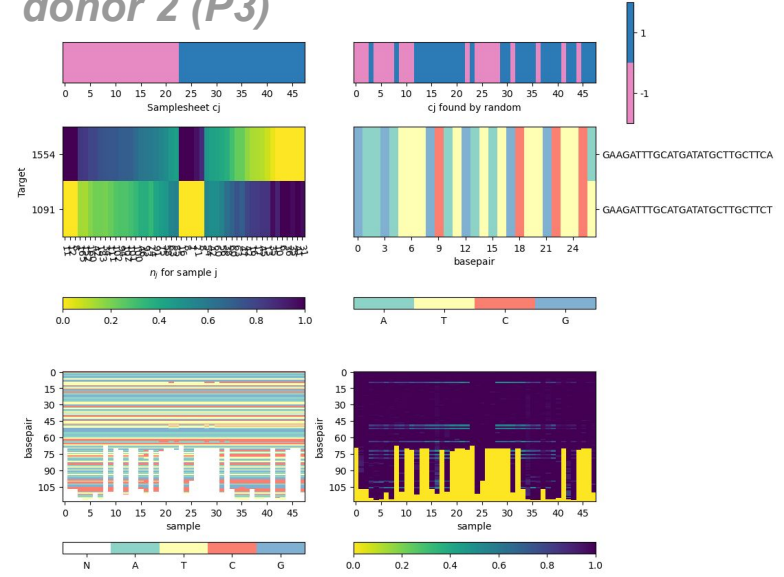 donor 2 (P3)
1
-1
0 5 10 15 20 25 30 35 40 45
Samplesheet cj
0 5 10 15 20 25 30 35 40 45
cj found by random
Target
1554
1091
nj for sample j
GAAGATTTGCATGATATGCTTGCTTCA
GAAGATTTGCATGATATGCTTGCTTCT
0 3 6 9 12 15 18 21 24
basepair
0.0 0.2 0.4 0.6 0.8 1.0
A T C G
basepair
0
15
30
45
60
75
90
105
0 5 10 15 20 25 30 35 40 45
sample
basepair
0
15
30
45
60
75
90
105
0 5 10 15 20 25 30 35 40 45
sample
N A T C G
0.0 0.2 0.4 0.6 0.8 1.0